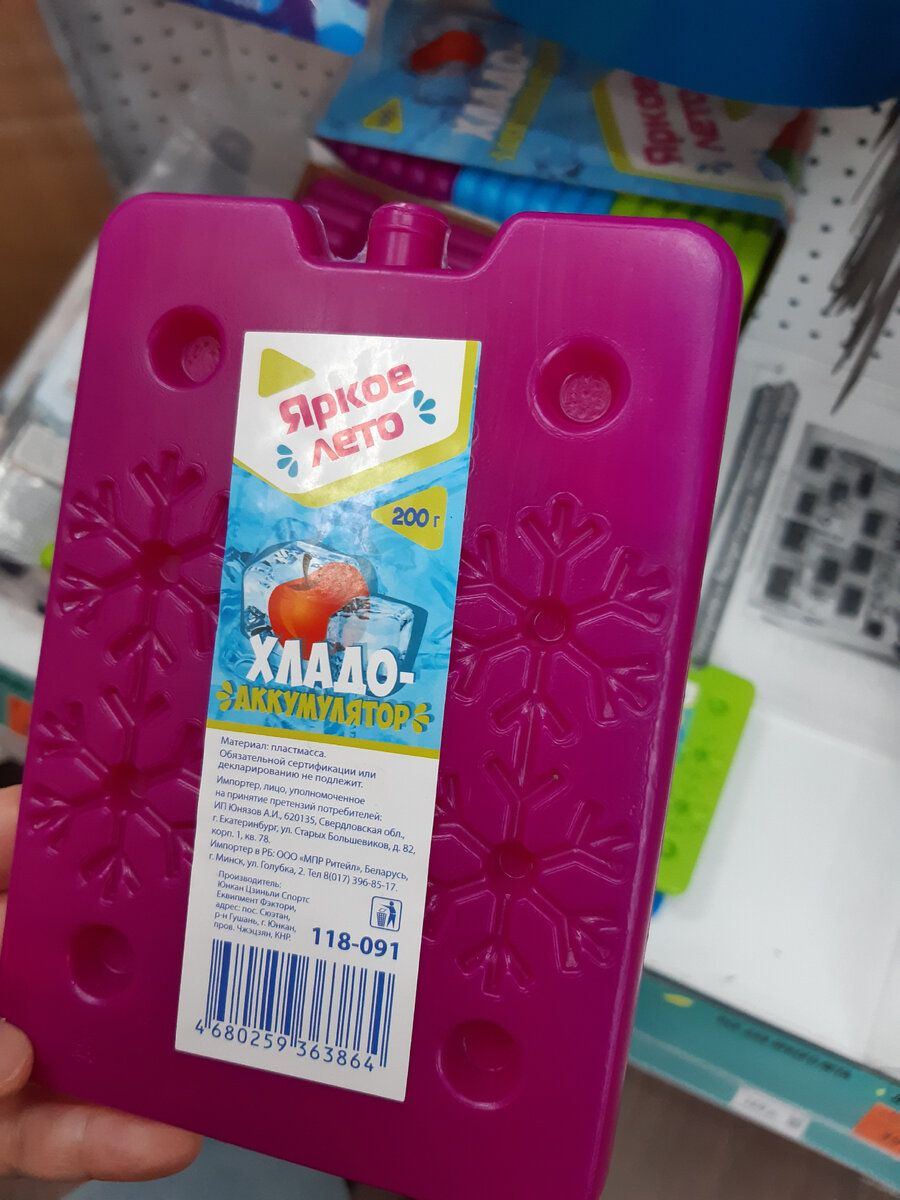 ХЛАДО-
Яркое
лето
Яркое
лето
200 г
ХЛАДО-
АККУМУЛЯТОР
Материал: пластмасса.
Обязательной сертификации или
декларированию не подлежит.
Импортер, лицо, уполномоченное
на принятие претензий потребителей:
ИП Юнязов А.И., 620135, Свердловская обл.,
г. Екатеринбург, ул. Старых Большевиков, д. 82,
корп. 1, кв. 78.
Импортер в РБ: ООО «МПР Ритейл», Беларусь,
г. Минск, ул. Голубка, 2. Тел 8(017) 396-85-17.
Производитель:
Юнкан Цзиньли Спортс
Еквипмент Фэктори,
адрес: пос. Сюэтан,
р-н Гушань, г. Юнкан,
пров. Чжэцзян, КНР.
118-091
4 680259 363864